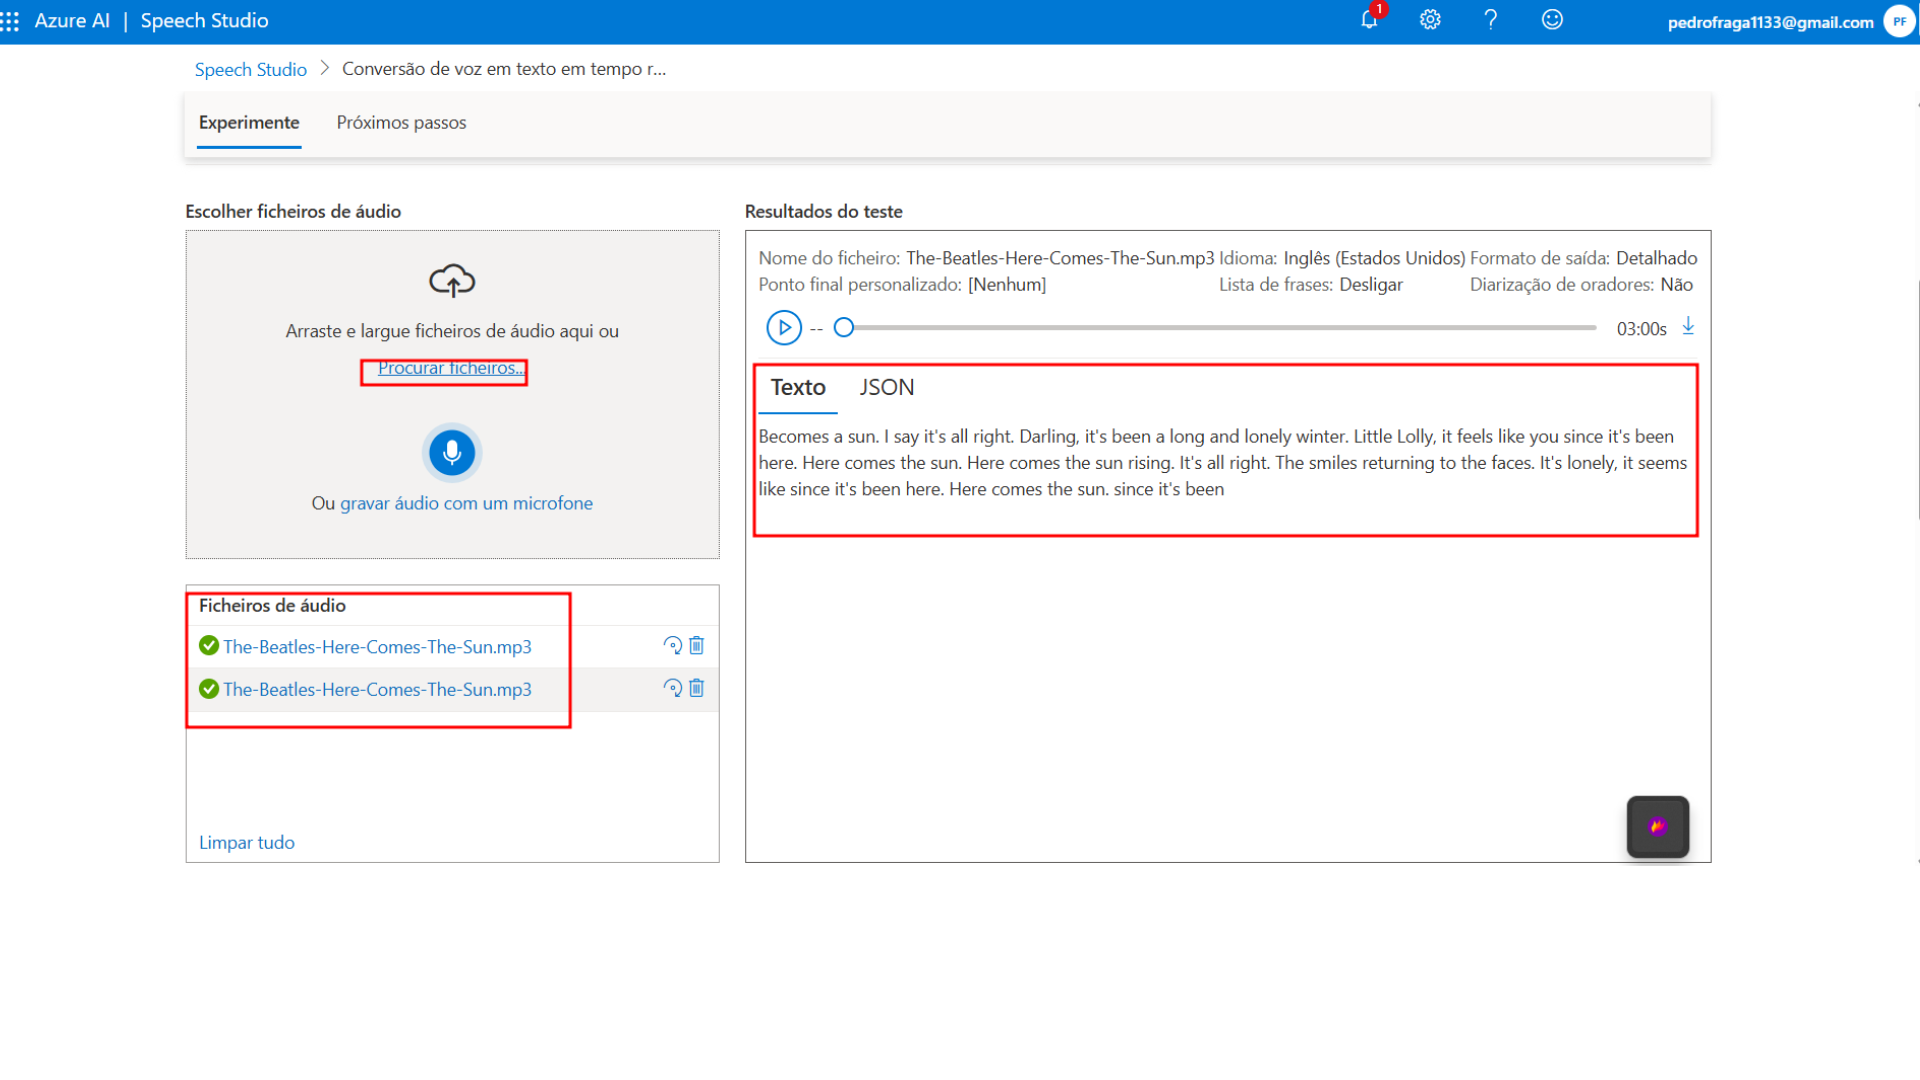 Azure AI | Speech Studio
1
pedrofraga1133@gmail.com
PF
Speech Studio > Conversão de voz em texto em tempo r...
Experimente
Próximos passos
Escolher ficheiros de áudio
Arraste e largue ficheiros de áudio aqui ou
Procurar ficheiros...
Ou gravar áudio com um microfone
Ficheiros de áudio
The-Beatles-Here-Comes-The-Sun.mp3
The-Beatles-Here-Comes-The-Sun.mp3
Limpar tudo
Resultados do teste
Nome do ficheiro: The-Beatles-Here-Comes-The-Sun.mp3 Idioma: Inglês (Estados Unidos) Formato de saída: Detalhado
Ponto final personalizado: [Nenhum] Lista de frases: Desligar Diarização de oradores: Não
-- 03:00s
Texto JSON
Becomes a sun. I say it's all right. Darling, it's been a long and lonely winter. Little Lolly, it feels like you since it's been
here. Here comes the sun. Here comes the sun rising. It's all right. The smiles returning to the faces. It's lonely, it seems
like since it's been here. Here comes the sun. since it's been